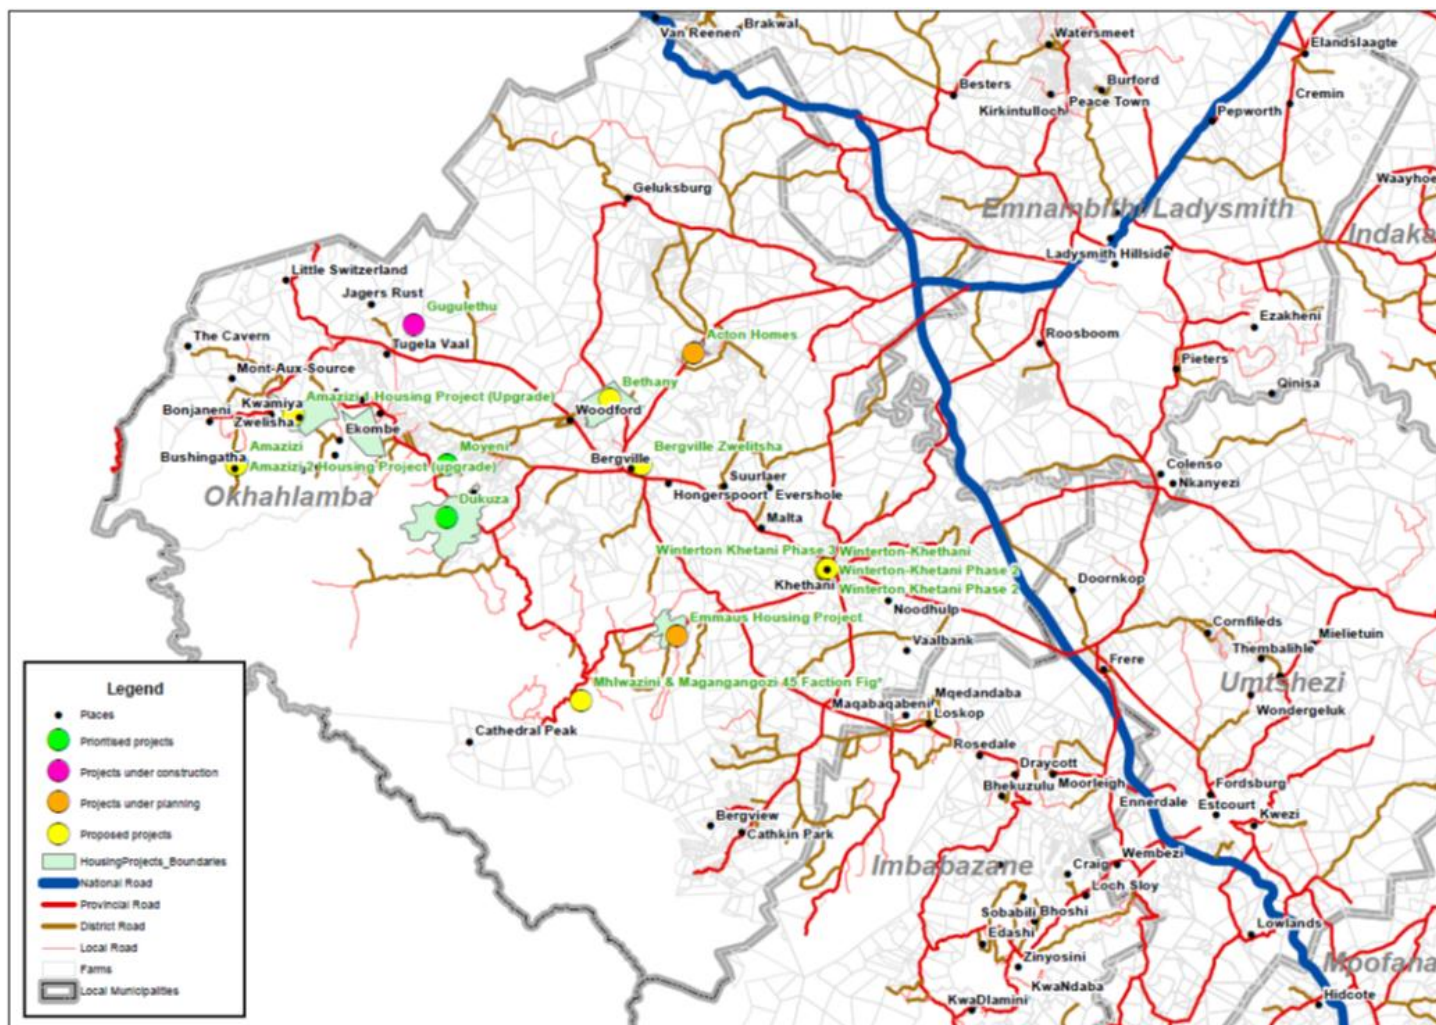 Van Reenen
Brakwal
Watersmeet
Elandslaagte
Besters
Burford
Kirkintulloch
Peace Town
Cremin
Pepworth
Waayhoe
Geluksburg
Emnambithi/Ladysmith
Indaka
Ladysmith Hillside
Little Switzerland
Jagers Rust
Gugulethu
Ezakheni
The Cavern
Tugela Vaal
Acton Homes
Roosboom
Pieters
Mont-Aux-Source
Bethany
Qinisa
Kwamiya
Amazizi 1 Housing Project (Upgrade)
Bonjaneni
Zwelisha
Ekombe
Woodford
Amazizi
Moyeni
Bergville Zwelitsha
Bushingatha
Amazizi 2 Housing Project (upgrade)
Bergville
Colenso
Suurlaer
Nkanyezi
Okhahlamba
Dukuza
Hongerspoort
Evershole
Malta
Winterton Khetani Phase 3
Winterton-Khethani
Winterton-Khetani Phase 2
Khethani
Winterton Khetani Phase 2
Doornkop
Noodhulp
Emmaus Housing Project
Cornfileds
Mielietuin
Vaalbank
Thembalihle
Frere
Umtshezi
Mhlwazini & Magangangozi 45 Faction Fig*
Mqedandaba
Maqabaqabeni
Loskop
Wondergeluk
Cathedral Peak
Rosedale
Draycott
Bhekuzulu
Moorleigh
Fordsburg
Ennerdale
Estcourt
Kwezi
Bergview
Cathkin Park
Imbabazane
Craig
Wembezi
Loch Sloy
Sobabili
Bhoshi
Edashi
Lowlands
Zinyosini
Moofana
KwaNdaba
KwaDlamini
Hidcote
Legend
Places
Prioritised projects
Projects under construction
Projects under planning
Proposed projects
HousingProjects_Boundaries
National Road
Provincial Road
District Road
Local Road
Farms
Local Municipalities